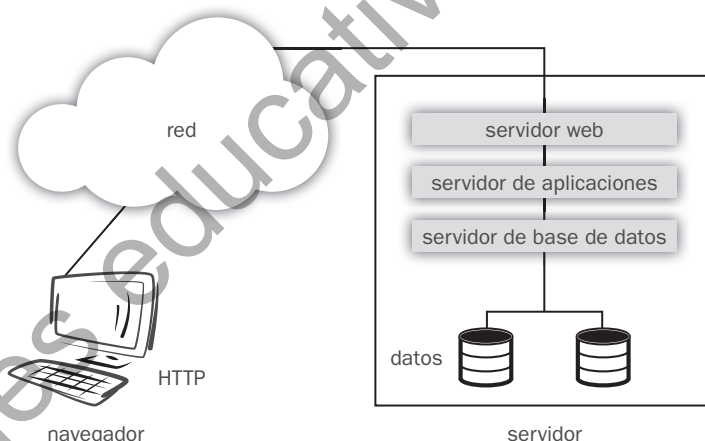 red
servidor web
servidor de aplicaciones
servidor de base de datos
datos
HTTP
navegador
servidor